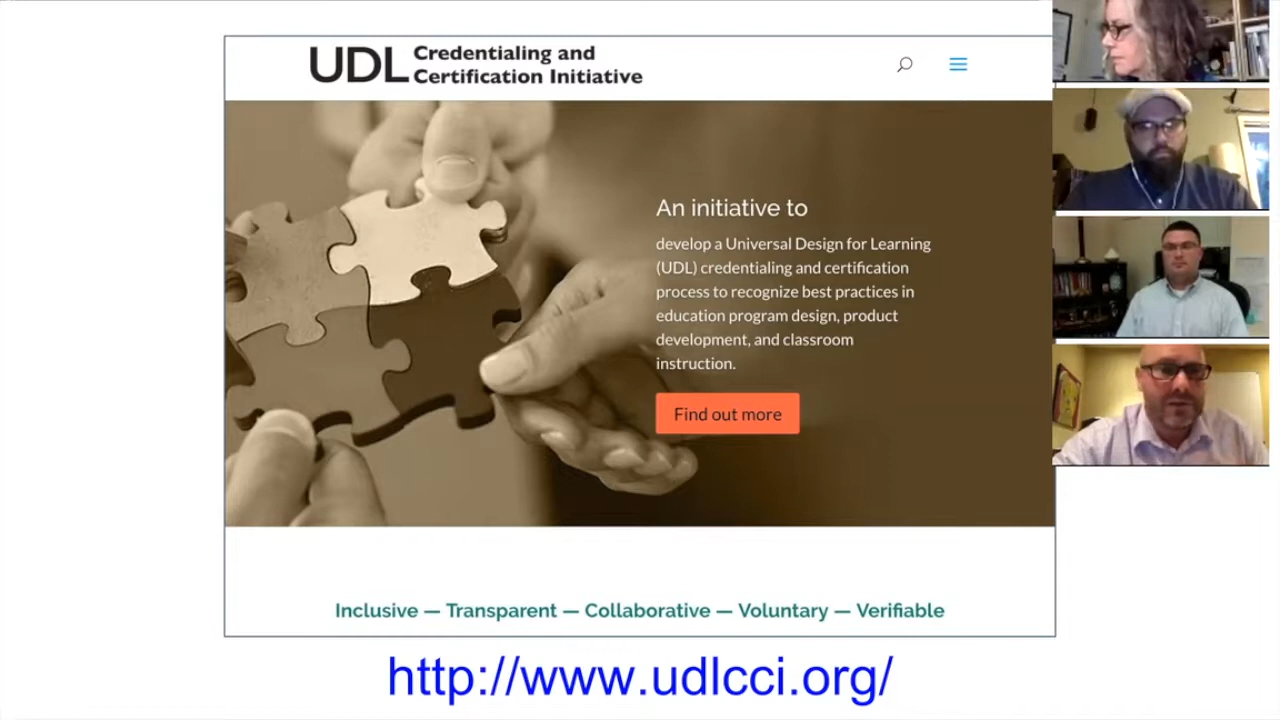 UDL Credentialing and
Certification Initiative
An initiative to
develop a Universal Design for Learning
(UDL) credentialing and certification
process to recognize best practices in
education program design, product
development, and classroom
instruction.
Find out more
Inclusive — Transparent — Collaborative — Voluntary — Verifiable
http://www.udlcci.org/